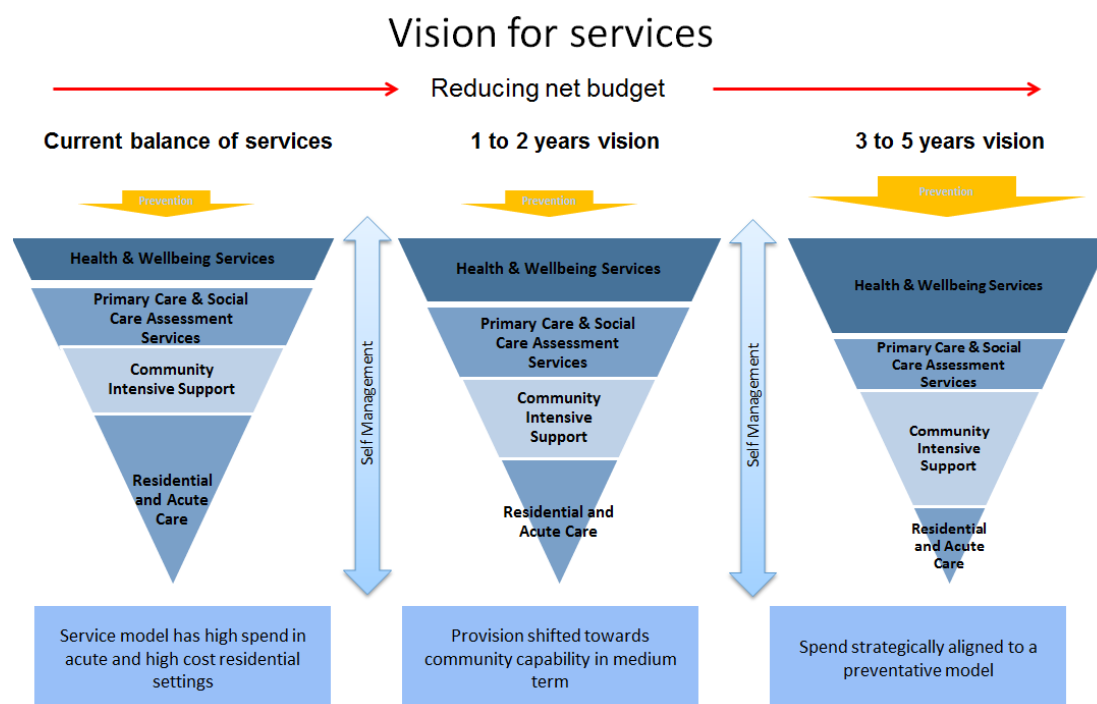 Vision for services
Reducing net budget
Current balance of services
1 to 2 years vision
3 to 5 years vision
Prevention
Prevention
Prevention
Health & Wellbeing Services
Primary Care & Social
Care Assessment
Services
Community
Intensive Support
Residential
and Acute
Care
Self Management
Health & Wellbeing Services
Primary Care & Social
Care Assessment
Services
Community
Intensive
Support
Residential and
Acute Care
Self Management
Health & Wellbeing Services
Primary Care & Social
Care Assessment
Services
Community
Intensive
Support
Residential
and Acute
Care
Service model has high spend in
acute and high cost residential
settings
Provision shifted towards
community capability in medium
term
Spend strategically aligned to a
preventative model